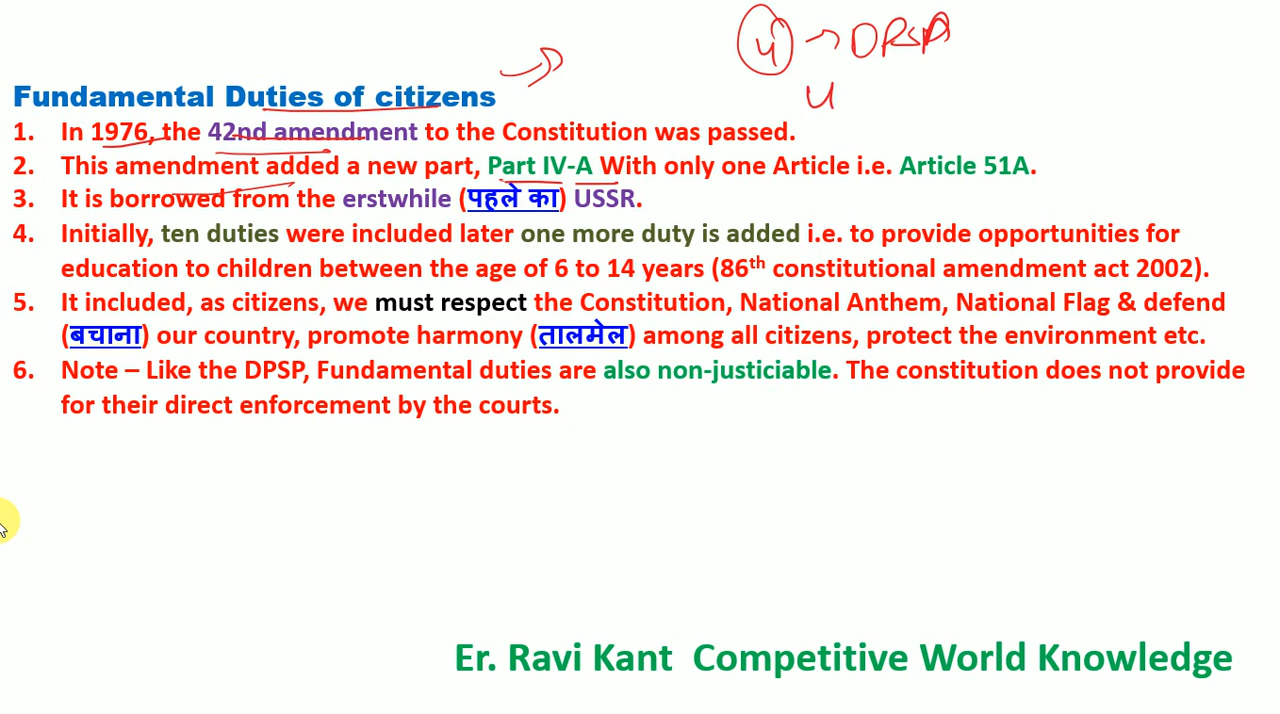 4 → DPSP
4
Fundamental Duties of citizens
1. In 1976, the 42nd amendment to the Constitution was passed.
2. This amendment added a new part, Part IV-A With only one Article i.e. Article 51A.
3. It is borrowed from the erstwhile (पहले का) USSR.
4. Initially, ten duties were included later one more duty is added i.e. to provide opportunities for
education to children between the age of 6 to 14 years (86th constitutional amendment act 2002).
5. It included, as citizens, we must respect the Constitution, National Anthem, National Flag & defend
(बचाना) our country, promote harmony (तालमेल) among all citizens, protect the environment etc.
6. Note – Like the DPSP, Fundamental duties are also non-justiciable. The constitution does not provide
for their direct enforcement by the courts.
Er. Ravi Kant Competitive World Knowledge